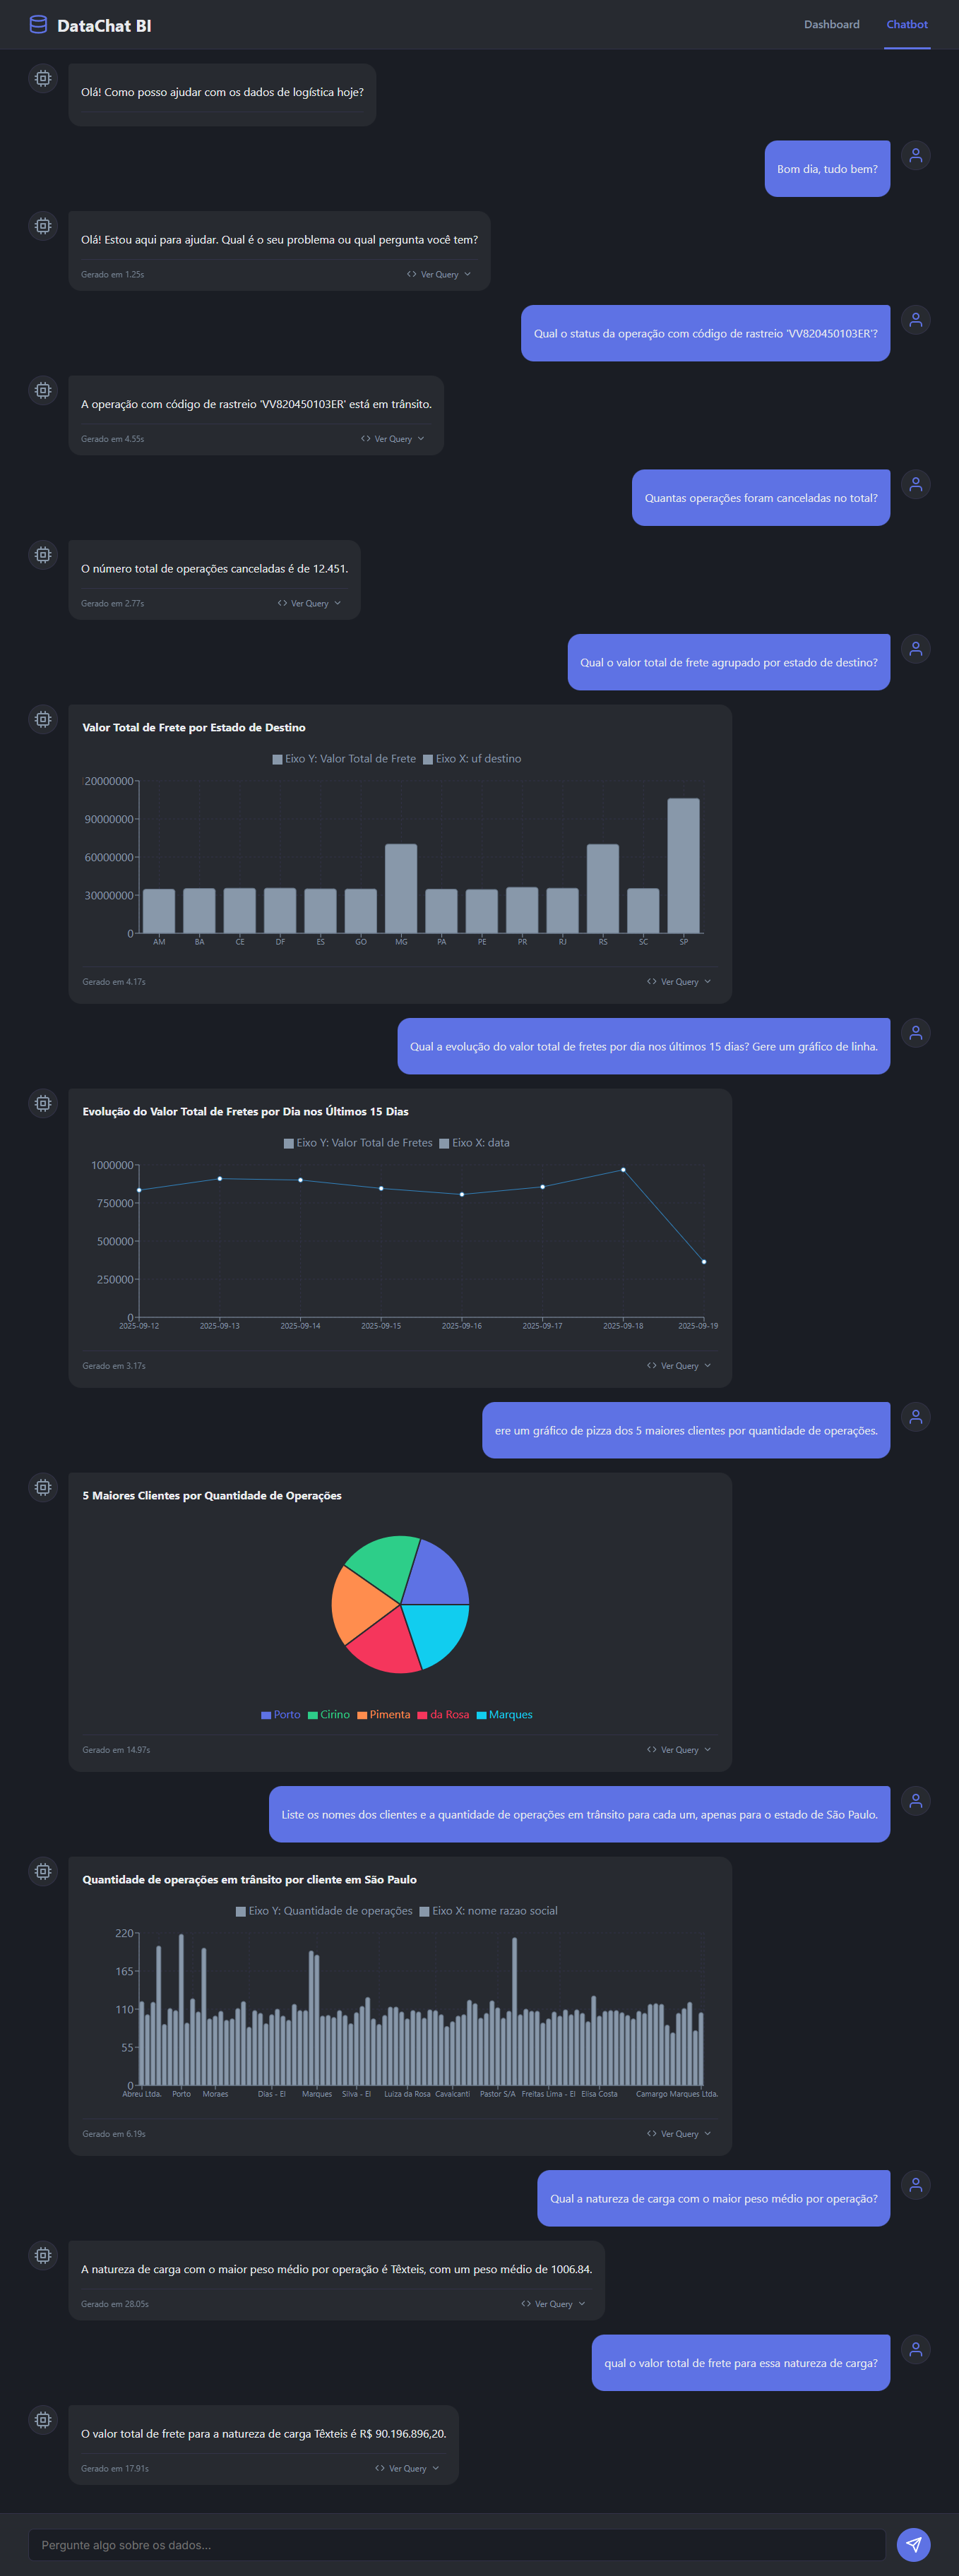 DataChat BI
Dashboard
Chatbot
Olá! Como posso ajudar com os dados de logística hoje?
Bom dia, tudo bem?
Olá! Estou aqui para ajudar. Qual é o seu problema ou qual pergunta você tem?
Gerado em 1.25s
Ver Query
Qual o status da operação com código de rastreio 'VV820450103ER'?
A operação com código de rastreio 'VV820450103ER' está em trânsito.
Gerado em 4.55s
Ver Query
Quantas operações foram canceladas no total?
O número total de operações canceladas é de 12.451.
Gerado em 2.77s
Ver Query
Qual o valor total de frete agrupado por estado de destino?
Valor Total de Frete por Estado de Destino
Eixo Y: Valor Total de Frete Eixo X: uf destino
20000000
90000000
60000000
30000000
0
AM BA CE DF ES GO MG PA PE PR RJ RS SC SP
Gerado em 4.17s
Ver Query
Qual a evolução do valor total de fretes por dia nos últimos 15 dias? Gere um gráfico de linha.
Evolução do Valor Total de Fretes por Dia nos Últimos 15 Dias
Eixo Y: Valor Total de Fretes Eixo X: data
1000000
750000
500000
250000
0
2025-09-12 2025-09-13 2025-09-14 2025-09-15 2025-09-16 2025-09-17 2025-09-18 2025-09-19
Gerado em 3.17s
Ver Query
ere um gráfico de pizza dos 5 maiores clientes por quantidade de operações.
5 Maiores Clientes por Quantidade de Operações
Porto Cirino Pimenta da Rosa Marques
Gerado em 14.97s
Ver Query
Liste os nomes dos clientes e a quantidade de operações em trânsito para cada um, apenas para o estado de São Paulo.
Quantidade de operações em trânsito por cliente em São Paulo
Eixo Y: Quantidade de operações Eixo X: nome razao social
220
165
110
55
0
Abreu Ltda. Porto Moraes Dias - EI Marques Silva - EI Luiza da Rosa Cavalcanti Pastor S/A Freitas Lima - EI Elisa Costa Camargo Marques Ltda.
Gerado em 6.19s
Ver Query
Qual a natureza de carga com o maior peso médio por operação?
A natureza de carga com o maior peso médio por operação é Têxteis, com um peso médio de 1006.84.
Gerado em 28.05s
Ver Query
qual o valor total de frete para essa natureza de carga?
O valor total de frete para a natureza de carga Têxteis é R$ 90.196.896,20.
Gerado em 17.91s
Ver Query
Pergunte algo sobre os dados...